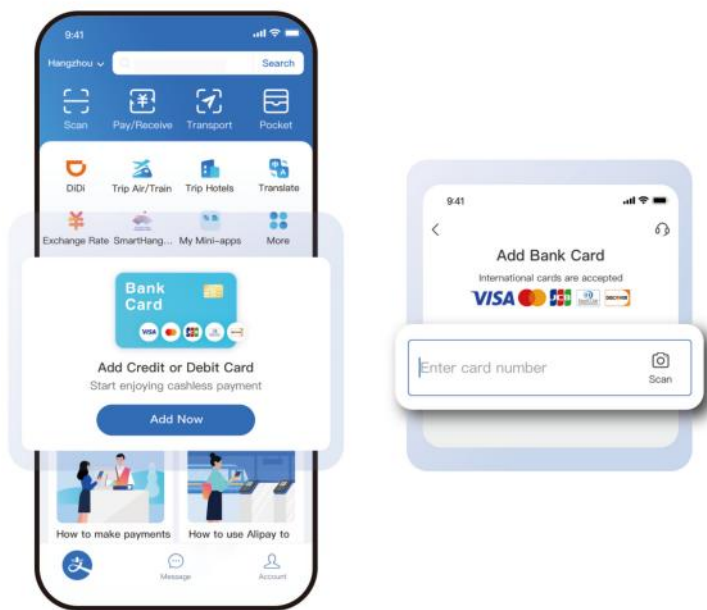 9:41
Hangzhou
Search
Scan
Pay/Receive
Transport
Pocket
DiDi
Trip Air/Train
Trip Hotels
Translate
Exchange Rate
SmartHang...
My Mini-apps
More
Bank
Card
VISA
JCB
Add Credit or Debit Card
Start enjoying cashless payment
Add Now
How to make payments
How to use Alipay to
Message
Account
9:41
Add Bank Card
International cards are accepted
VISA
JCB
DISCOVER
Enter card number
Scan